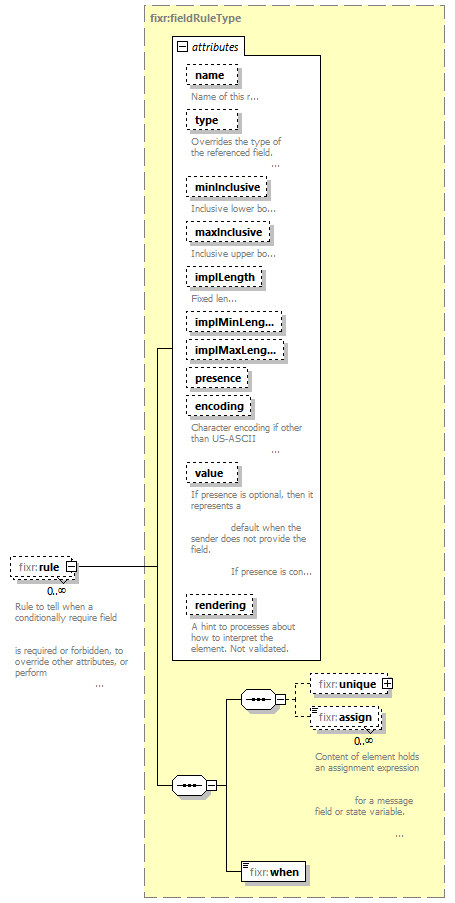 fixr:fieldRuleType
attributes
name
Name of this r...
type
Overrides the type of
the referenced field.
...
minInclusive
Inclusive lower bo...
maxInclusive
Inclusive upper bo...
implLength
Fixed len...
implMinLeng...
implMaxLeng...
presence
encoding
Character encoding if other
than US-ASCII
...
value
If presence is optional, then it
represents a
default when the
sender does not provide the
field.
If presence is con...
rendering
A hint to processes about
how to interpret the
element. Not validated.
fixr:rule
0..∞
Rule to tell when a
conditionally require field
is required or forbidden, to
override other attributes, or
perform
...
fixr:unique
fixr:assign
0..∞
Content of element holds
an assignment expression
for a message
field or state variable.
...
fixr:when